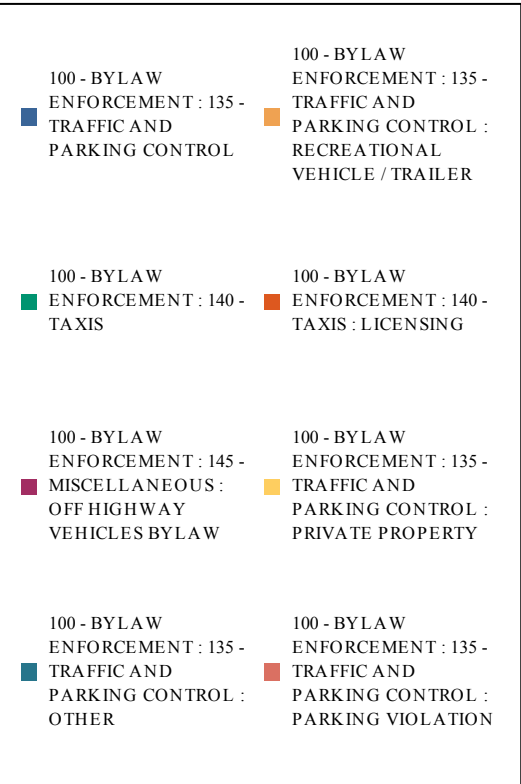 100 - BYLAW
ENFORCEMENT : 135 -
TRAFFIC AND
PARKING CONTROL
100 - BYLAW
ENFORCEMENT : 135 -
TRAFFIC AND
PARKING CONTROL :
RECREATIONAL
VEHICLE / TRAILER
100 - BYLAW
ENFORCEMENT : 140 -
TAXIS
100 - BYLAW
ENFORCEMENT : 140 -
TAXIS : LICENSING
100 - BYLAW
ENFORCEMENT : 145 -
MISCELLANEOUS :
OFF HIGHWAY
VEHICLES BYLAW
100 - BYLAW
ENFORCEMENT : 135 -
TRAFFIC AND
PARKING CONTROL :
PRIVATE PROPERTY
100 - BYLAW
ENFORCEMENT : 135 -
TRAFFIC AND
PARKING CONTROL :
OTHER
100 - BYLAW
ENFORCEMENT : 135 -
TRAFFIC AND
PARKING CONTROL :
PARKING VIOLATION